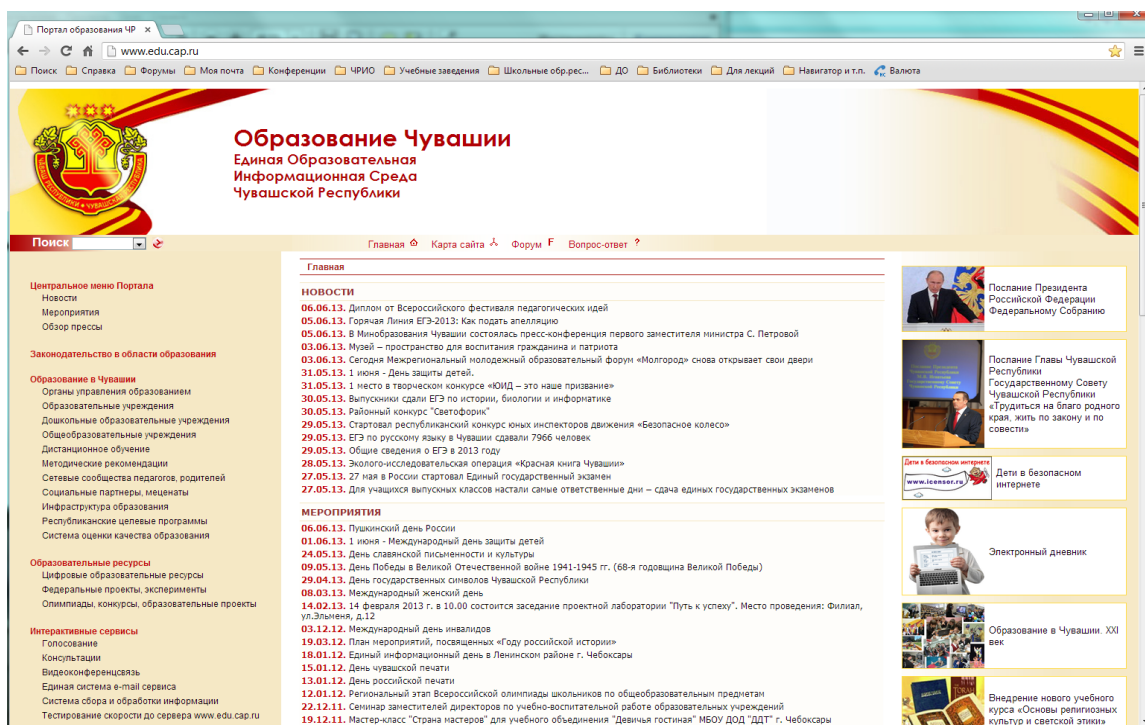 Портал образования ЧР
www.edu.cap.ru
Поиск Справка Форумы Моя почта Конференции ЧРИО Учебные заведения Школьные обр.рес... ДО Библиотеки Для лекций Навигатор и т.п. Валюта
Образование Чувашии
Единая Образовательная
Информационная Среда
Чувашской Республики
Поиск
Главная Карта сайта Форум F Вопрос-ответ ?
Центральное меню Портала
Новости
Мероприятия
Обзор прессы
Законодательство в области образования
Образование в Чувашии
Органы управления образованием
Образовательные учреждения
Дошкольные образовательные учреждения
Общеобразовательные учреждения
Дистанционное обучение
Методические рекомендации
Сетевые сообщества педагогов, родителей
Социальные партнеры, меценаты
Инфраструктура образования
Республиканские целевые программы
Система оценки качества образования
Образовательные ресурсы
Цифровые образовательные ресурсы
Федеральные проекты, эксперименты
Олимпиады, конкурсы, образовательные проекты
Интерактивные сервисы
Голосование
Консультации
Видеоконференцсвязь
Единая система e-mail сервиса
Система сбора и обработки информации
Тестирование скорости до сервера www.edu.cap.ru
Главная
НОВОСТИ
06.06.13. Диплом от Всероссийского фестиваля педагогических идей
05.06.13. Горячая Линия ЕГЭ-2013: Как подать апелляцию
05.06.13. В Минобразования Чувашии состоялась пресс-конференция первого заместителя министра С. Петровой
03.06.13. Музей – пространство для воспитания гражданина и патриота
03.06.13. Сегодня Межрегиональный молодежный образовательный форум «Молгород» снова открывает свои двери
31.05.13. 1 июня - День защиты детей.
31.05.13. 1 место в творческом конкурсе «ЮИД – это наше призвание»
30.05.13. Выпускники сдали ЕГЭ по истории, биологии и информатике
30.05.13. Районный конкурс "Светофорик"
29.05.13. Стартовал республиканский конкурс юных инспекторов движения «Безопасное колесо»
29.05.13. ЕГЭ по русскому языку в Чувашии сдавали 7966 человек
29.05.13. Общие сведения о ЕГЭ в 2013 году
28.05.13. Эколого-исследовательская операция «Красная книга Чувашии»
27.05.13. 27 мая в России стартовал Единый государственный экзамен
27.05.13. Для учащихся выпускных классов настали самые ответственные дни – сдача единых государственных экзаменов
МЕРОПРИЯТИЯ
06.06.13. Пушкинский день России
01.06.13. 1 июня - Международный день защиты детей
24.05.13. День славянской письменности и культуры
09.05.13. День Победы в Великой Отечественной войне 1941-1945 гг. (68-я годовщина Великой Победы)
29.04.13. День государственных символов Чувашской Республики
08.03.13. Международный женский день
14.02.13. 14 февраля 2013 г. в 10.00 состоится заседание проектной лаборатории "Путь к успеху". Место проведения: Филиал,
ул.Эльменя, д.12
03.12.12. Международный день инвалидов
19.03.12. План мероприятий, посвященных «Году российской истории»
18.01.12. Единый информационный день в Ленинском районе г. Чебоксары
15.01.12. День чувашской печати
13.01.12. День российской печати
12.01.12. Региональный этап Всероссийской олимпиады школьников по общеобразовательным предметам
22.12.11. Семинар заместителей директоров по учебно-воспитательной работе образовательных учреждений
19.12.11. Мастер-класс "Страна мастеров" для учебного объединения "Девичья гостиная" МБОУ ДОД "ДДТ" г. Чебоксары
Послание Президента
Российской Федерации
Федеральному Собранию
Послание Главы Чувашской
Республики
Государственному Совету
Чувашской Республики
«Трудиться на благо родного
края, жить по закону и по
совести»
Дети в безопасном интернете
www.icensor.ru
Дети в безопасном
интернете
Электронный дневник
Образование в Чувашии. XXI
век
TORAH
Внедрение нового учебного
курса «Основы религиозных
культур и светской этики»